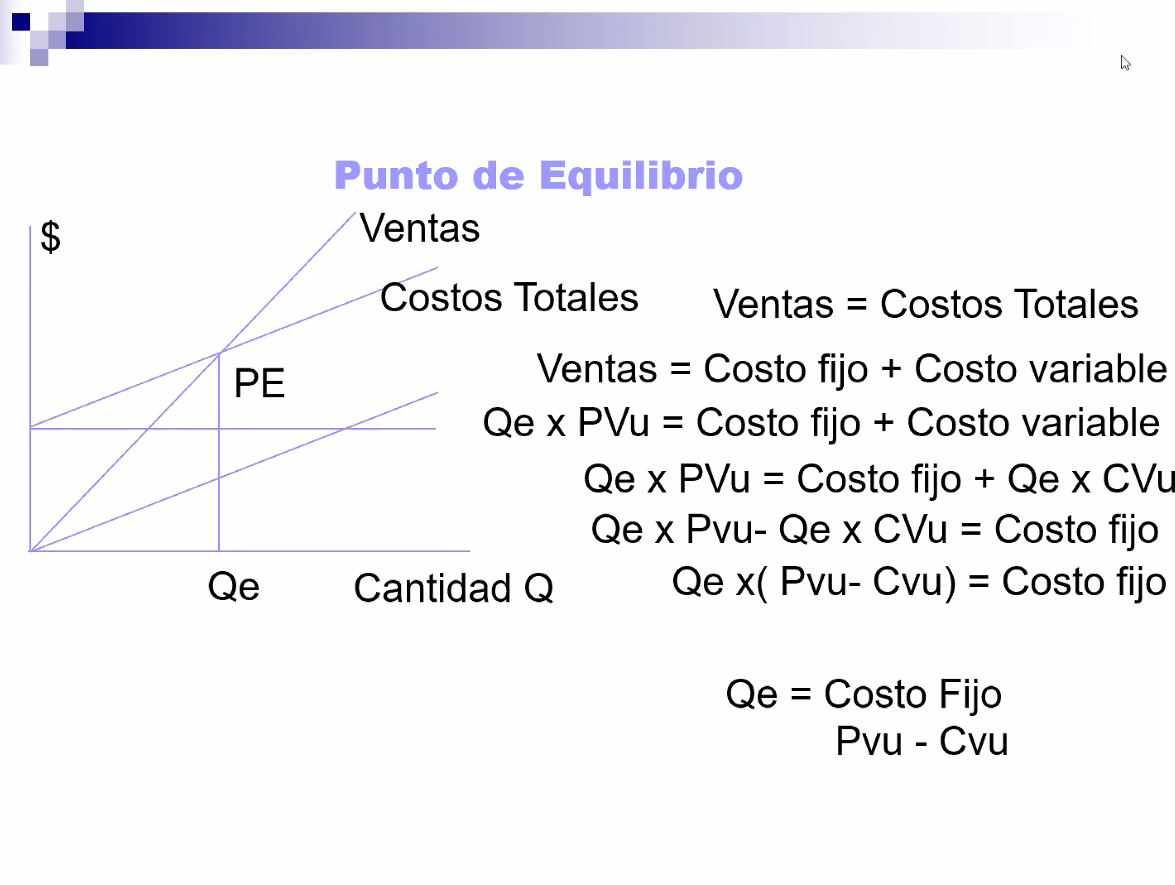 Punto de Equilibrio
$
Ventas
Costos Totales
PE
Qe
Cantidad Q
Ventas = Costos Totales
Ventas = Costo fijo + Costo variable
Qe x PVu = Costo fijo + Costo variable
Qe x PVu = Costo fijo + Qe x CVu
Qe x Pvu- Qe x CVu = Costo fijo
Qe x( Pvu- Cvu) = Costo fijo
Qe = Costo Fijo
Pvu - Cvu